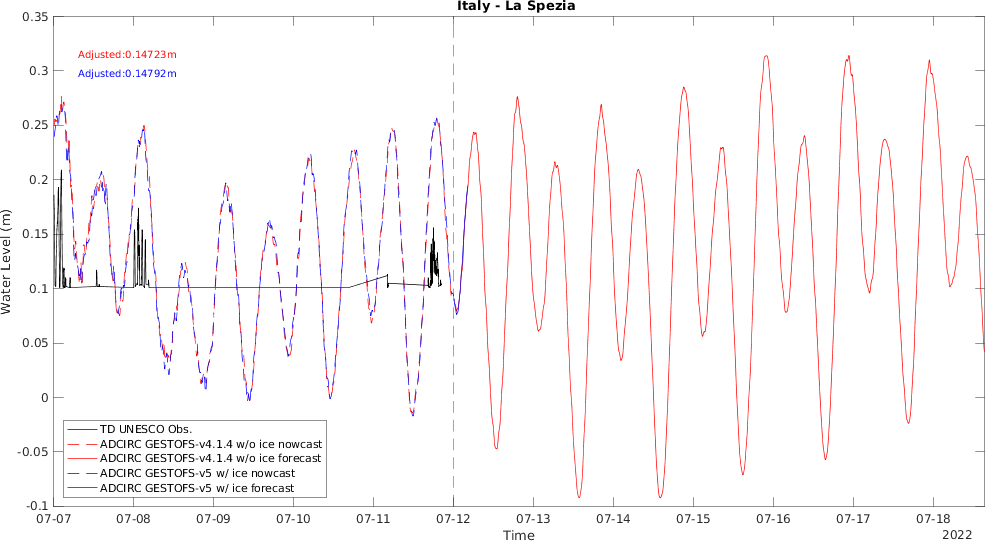 Italy - La Spezia
0.35
0.3
0.25
0.2
0.15
0.1
0.05
0
-0.05
-0.1
Water Level (m)
Adjusted:0.14723m
Adjusted:0.14792m
TD UNESCO Obs.
ADCIRC GESTOFS-v4.1.4 w/o ice nowcast
ADCIRC GESTOFS-v4.1.4 w/o ice forecast
ADCIRC GESTOFS-v5 w/ ice nowcast
ADCIRC GESTOFS-v5 w/ ice forecast
07-07 07-08 07-09 07-10 07-11 07-12 07-13 07-14 07-15 07-16 07-17 07-18
Time
2022